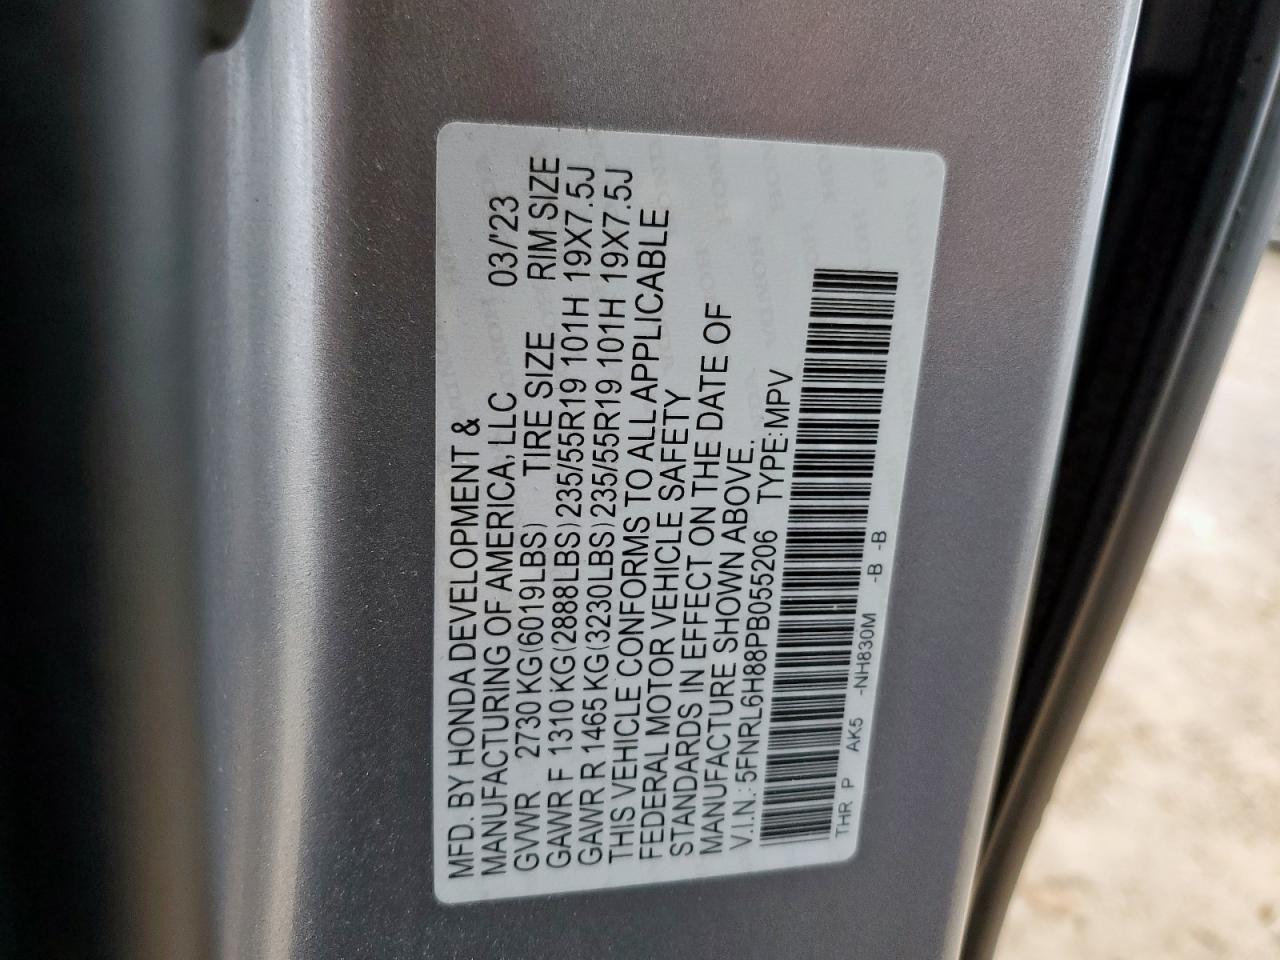 MFD. BY HONDA DEVELOPMENT &
MANUFACTURING OF AMERICA, LLC 03/'23
GVWR 2730 KG(6019LBS) TIRE SIZE RIM SIZE
GAWR F 1310 KG(2888LBS) 235/55R19 101H 19X7.5J
GAWR R 1465 KG(3230LBS) 235/55R19 101H 19X7.5J
THIS VEHICLE CONFORMS TO ALL APPLICABLE
FEDERAL MOTOR VEHICLE SAFETY
STANDARDS IN EFFECT ON THE DATE OF
MANUFACTURE SHOWN ABOVE.
V.I.N.: 5FNRL6H88PB055206 TYPE:MPV
THR P AK5 -NH830M -B -B